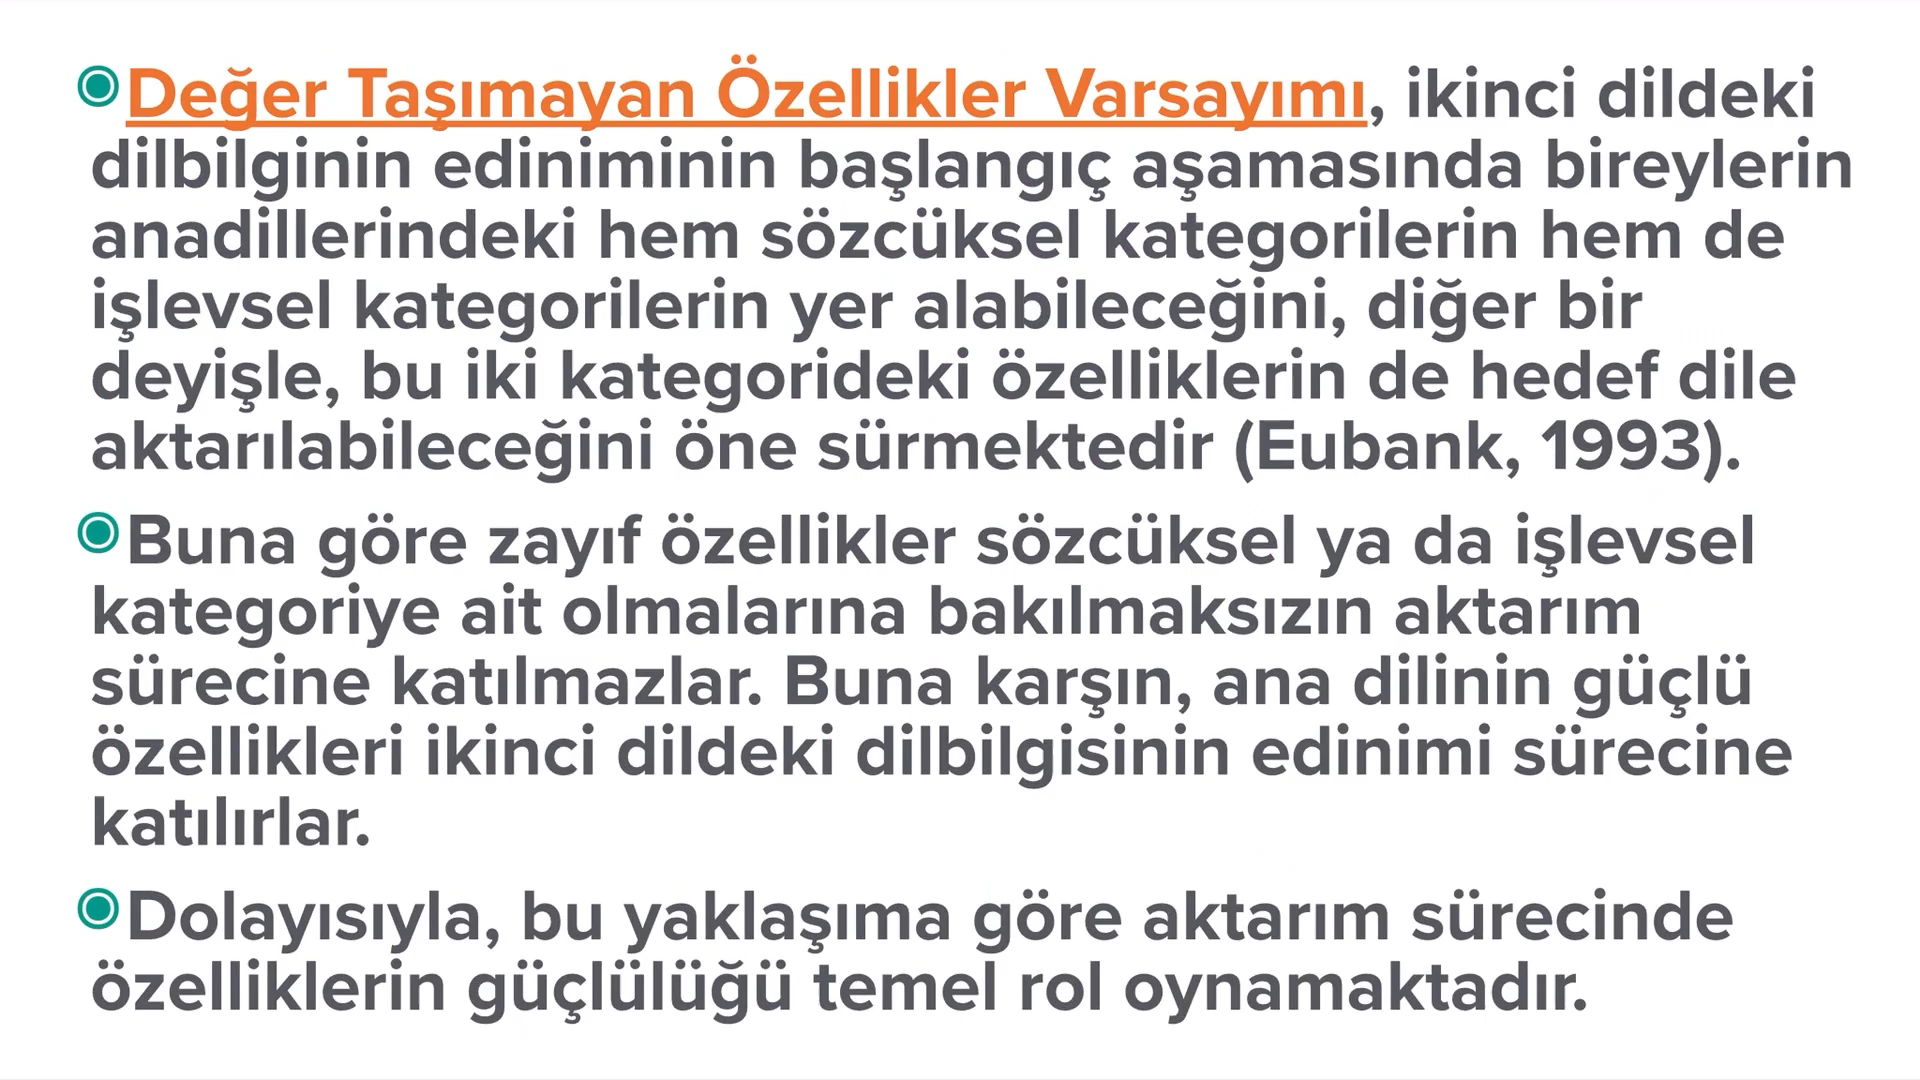 Değer Taşımayan Özellikler Varsayımı, ikinci dildeki
dilbilginin ediniminin başlangıç aşamasında bireylerin
anadillerindeki hem sözcüksel kategorilerin hem de
işlevsel kategorilerin yer alabileceğini, diğer bir
deyişle, bu iki kategorideki özelliklerin de hedef dile
aktarılabileceğini öne sürmektedir (Eubank, 1993).
Buna göre zayıf özellikler sözcüksel ya da işlevsel
kategoriye ait olmalarına bakılmaksızın aktarım
sürecine katılmazlar. Buna karşın, ana dilinin güçlü
özellikleri ikinci dildeki dilbilgisinin edinimi sürecine
katılırlar.
Dolayısıyla, bu yaklaşıma göre aktarım sürecinde
özelliklerin güçlülüğü temel rol oynamaktadır.